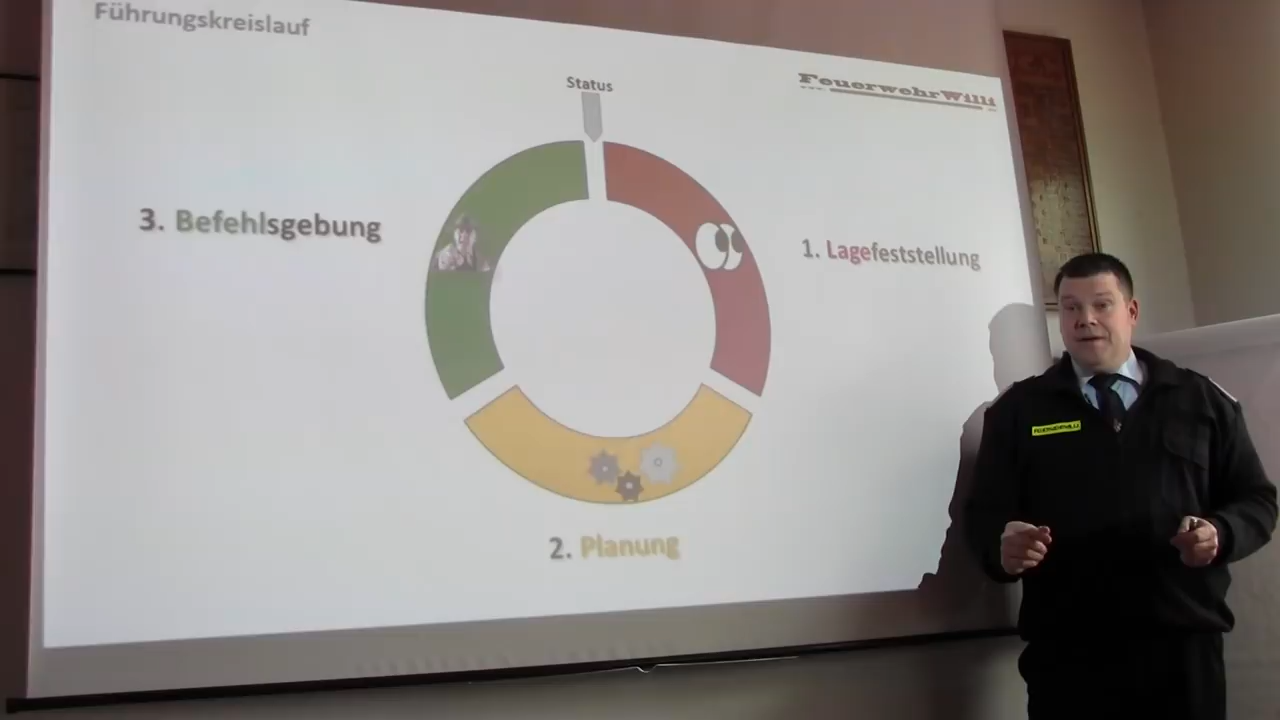 Führungskreislauf
Status
FeuerwehrWilli
3. Befehlsgebung
1. Lagefeststellung
2. Planung